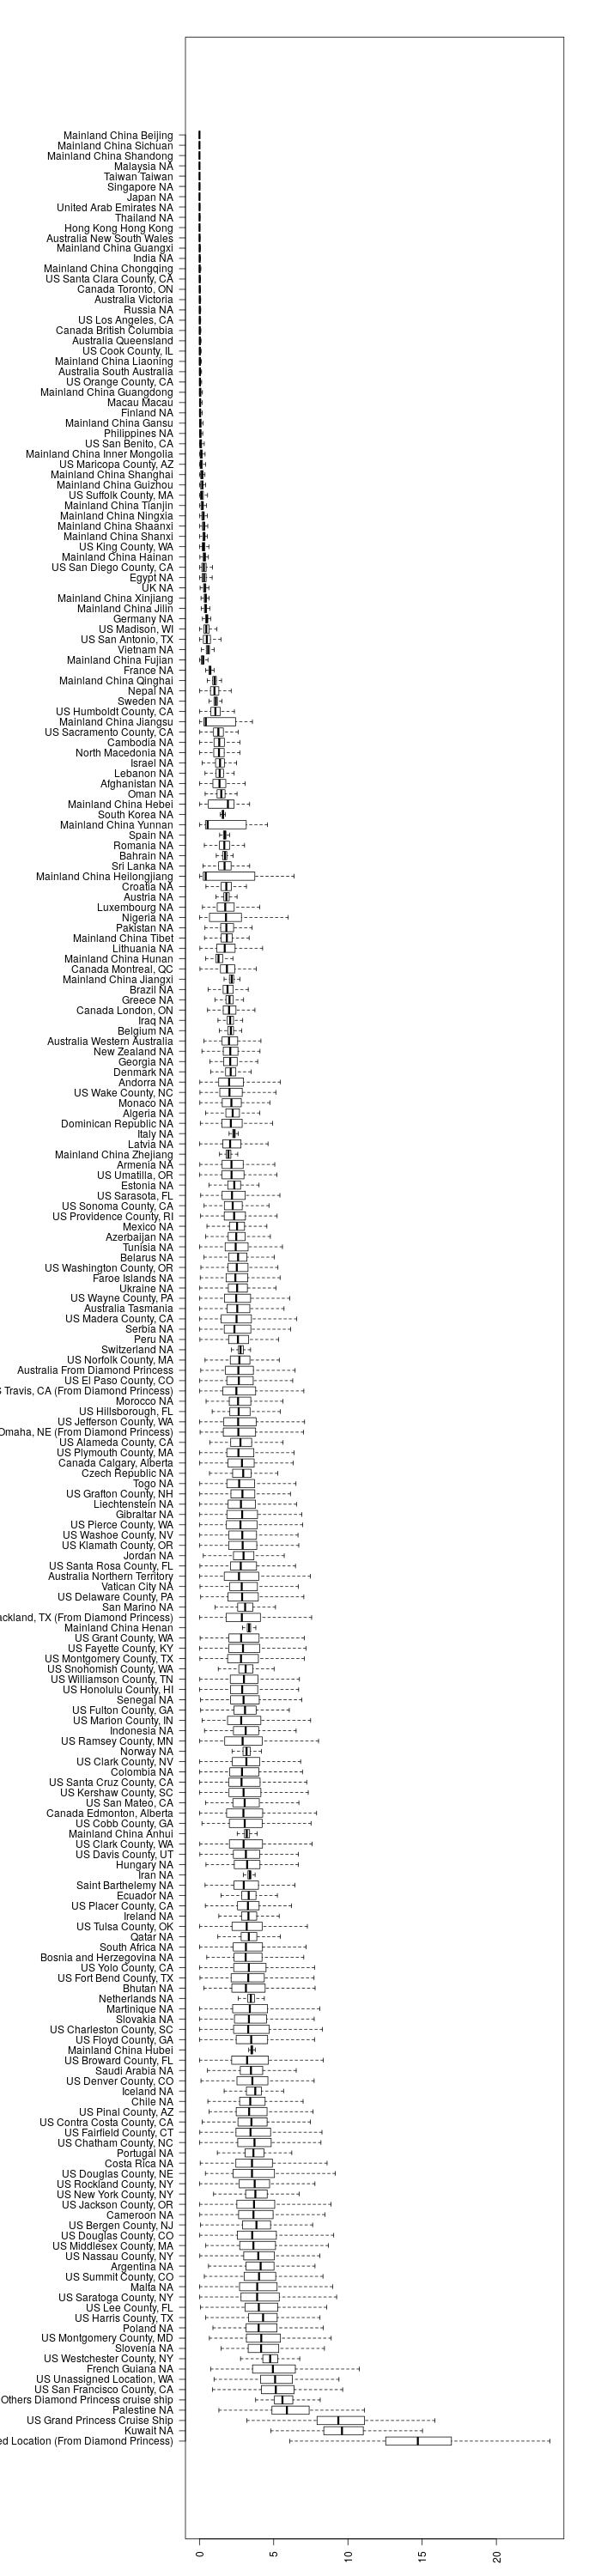 Mainland China Beijing
Mainland China Sichuan
Mainland China Shandong
Malaysia NA
Taiwan Taiwan
Singapore NA
Japan NA
United Arab Emirates NA
Thailand NA
Hong Kong Hong Kong
Australia New South Wales
Mainland China Guangxi
India NA
Mainland China Chongqing
US Santa Clara County, CA
Canada Toronto, ON
Australia Victoria
Russia NA
US Los Angeles, CA
Canada British Columbia
Australia Queensland
US Cook County, IL
Mainland China Liaoning
Australia South Australia
US Orange County, CA
Mainland China Guangdong
Macau Macau
Finland NA
Mainland China Gansu
Philippines NA
US San Benito, CA
Mainland China Inner Mongolia
US Maricopa County, AZ
Mainland China Shanghai
Mainland China Guizhou
US Suffolk County, MA
Mainland China Tianjin
Mainland China Ningxia
Mainland China Shaanxi
Mainland China Shanxi
US King County, WA
Mainland China Hainan
US San Diego County, CA
Egypt NA
UK NA
Mainland China Xinjiang
Mainland China Jilin
Germany NA
US Madison, WI
US San Antonio, TX
Vietnam NA
Mainland China Fujian
France NA
Mainland China Qinghai
Nepal NA
Sweden NA
US Humboldt County, CA
Mainland China Jiangsu
US Sacramento County, CA
Cambodia NA
North Macedonia NA
Israel NA
Lebanon NA
Afghanistan NA
Oman NA
Mainland China Hebei
South Korea NA
Mainland China Yunnan
Spain NA
Romania NA
Bahrain NA
Sri Lanka NA
Mainland China Heilongjiang
Croatia NA
Austria NA
Luxembourg NA
Nigeria NA
Pakistan NA
Mainland China Tibet
Lithuania NA
Mainland China Hunan
Canada Montreal, QC
Mainland China Jiangxi
Brazil NA
Greece NA
Canada London, ON
Iraq NA
Belgium NA
Australia Western Australia
New Zealand NA
Georgia NA
Denmark NA
Andorra NA
US Wake County, NC
Monaco NA
Algeria NA
Dominican Republic NA
Italy NA
Latvia NA
Mainland China Zhejiang
Armenia NA
US Umatilla, OR
Estonia NA
US Sarasota, FL
US Sonoma County, CA
US Providence County, RI
Mexico NA
Azerbaijan NA
Tunisia NA
Belarus NA
US Washington County, OR
Faroe Islands NA
Ukraine NA
US Wayne County, PA
Australia Tasmania
US Madera County, CA
Serbia NA
Peru NA
Switzerland NA
US Norfolk County, MA
Australia From Diamond Princess
US El Paso County, CO
Travis, CA (From Diamond Princess)
Morocco NA
US Hillsborough, FL
US Jefferson County, WA
Omaha, NE (From Diamond Princess)
US Alameda County, CA
US Plymouth County, MA
Canada Calgary, Alberta
Czech Republic NA
Togo NA
US Grafton County, NH
Liechtenstein NA
Gibraltar NA
US Pierce County, WA
US Washoe County, NV
US Klamath County, OR
Jordan NA
US Santa Rosa County, FL
Australia Northern Territory
Vatican City NA
US Delaware County, PA
San Marino NA
ackland, TX (From Diamond Princess)
Mainland China Henan
US Grant County, WA
US Fayette County, KY
US Montgomery County, TX
US Snohomish County, WA
US Williamson County, TN
US Honolulu County, HI
Senegal NA
US Fulton County, GA
US Marion County, IN
Indonesia NA
US Ramsey County, MN
Norway NA
US Clark County, NV
Colombia NA
US Santa Cruz County, CA
US Kershaw County, SC
US San Mateo, CA
Canada Edmonton, Alberta
US Cobb County, GA
Mainland China Anhui
US Clark County, WA
US Davis County, UT
Hungary NA
Iran NA
Saint Barthelemy NA
Ecuador NA
US Placer County, CA
Ireland NA
US Tulsa County, OK
Qatar NA
South Africa NA
Bosnia and Herzegovina NA
US Yolo County, CA
US Fort Bend County, TX
Bhutan NA
Netherlands NA
Martinique NA
Slovakia NA
US Charleston County, SC
US Floyd County, GA
Mainland China Hubei
US Broward County, FL
Saudi Arabia NA
US Denver County, CO
Iceland NA
Chile NA
US Pinal County, AZ
US Contra Costa County, CA
US Fairfield County, CT
US Chatham County, NC
Portugal NA
Costa Rica NA
US Douglas County, NE
US Rockland County, NY
US New York County, NY
US Jackson County, OR
Cameroon NA
US Bergen County, NJ
US Douglas County, CO
US Middlesex County, MA
US Nassau County, NY
Argentina NA
US Summit County, CO
Malta NA
US Saratoga County, NY
US Lee County, FL
US Harris County, TX
Poland NA
US Montgomery County, MD
Slovenia NA
US Westchester County, NY
French Guiana NA
US Unassigned Location, WA
US San Francisco County, CA
Others Diamond Princess cruise ship
Palestine NA
US Grand Princess Cruise Ship
Kuwait NA
ed Location (From Diamond Princess)
0 5 10 15 20